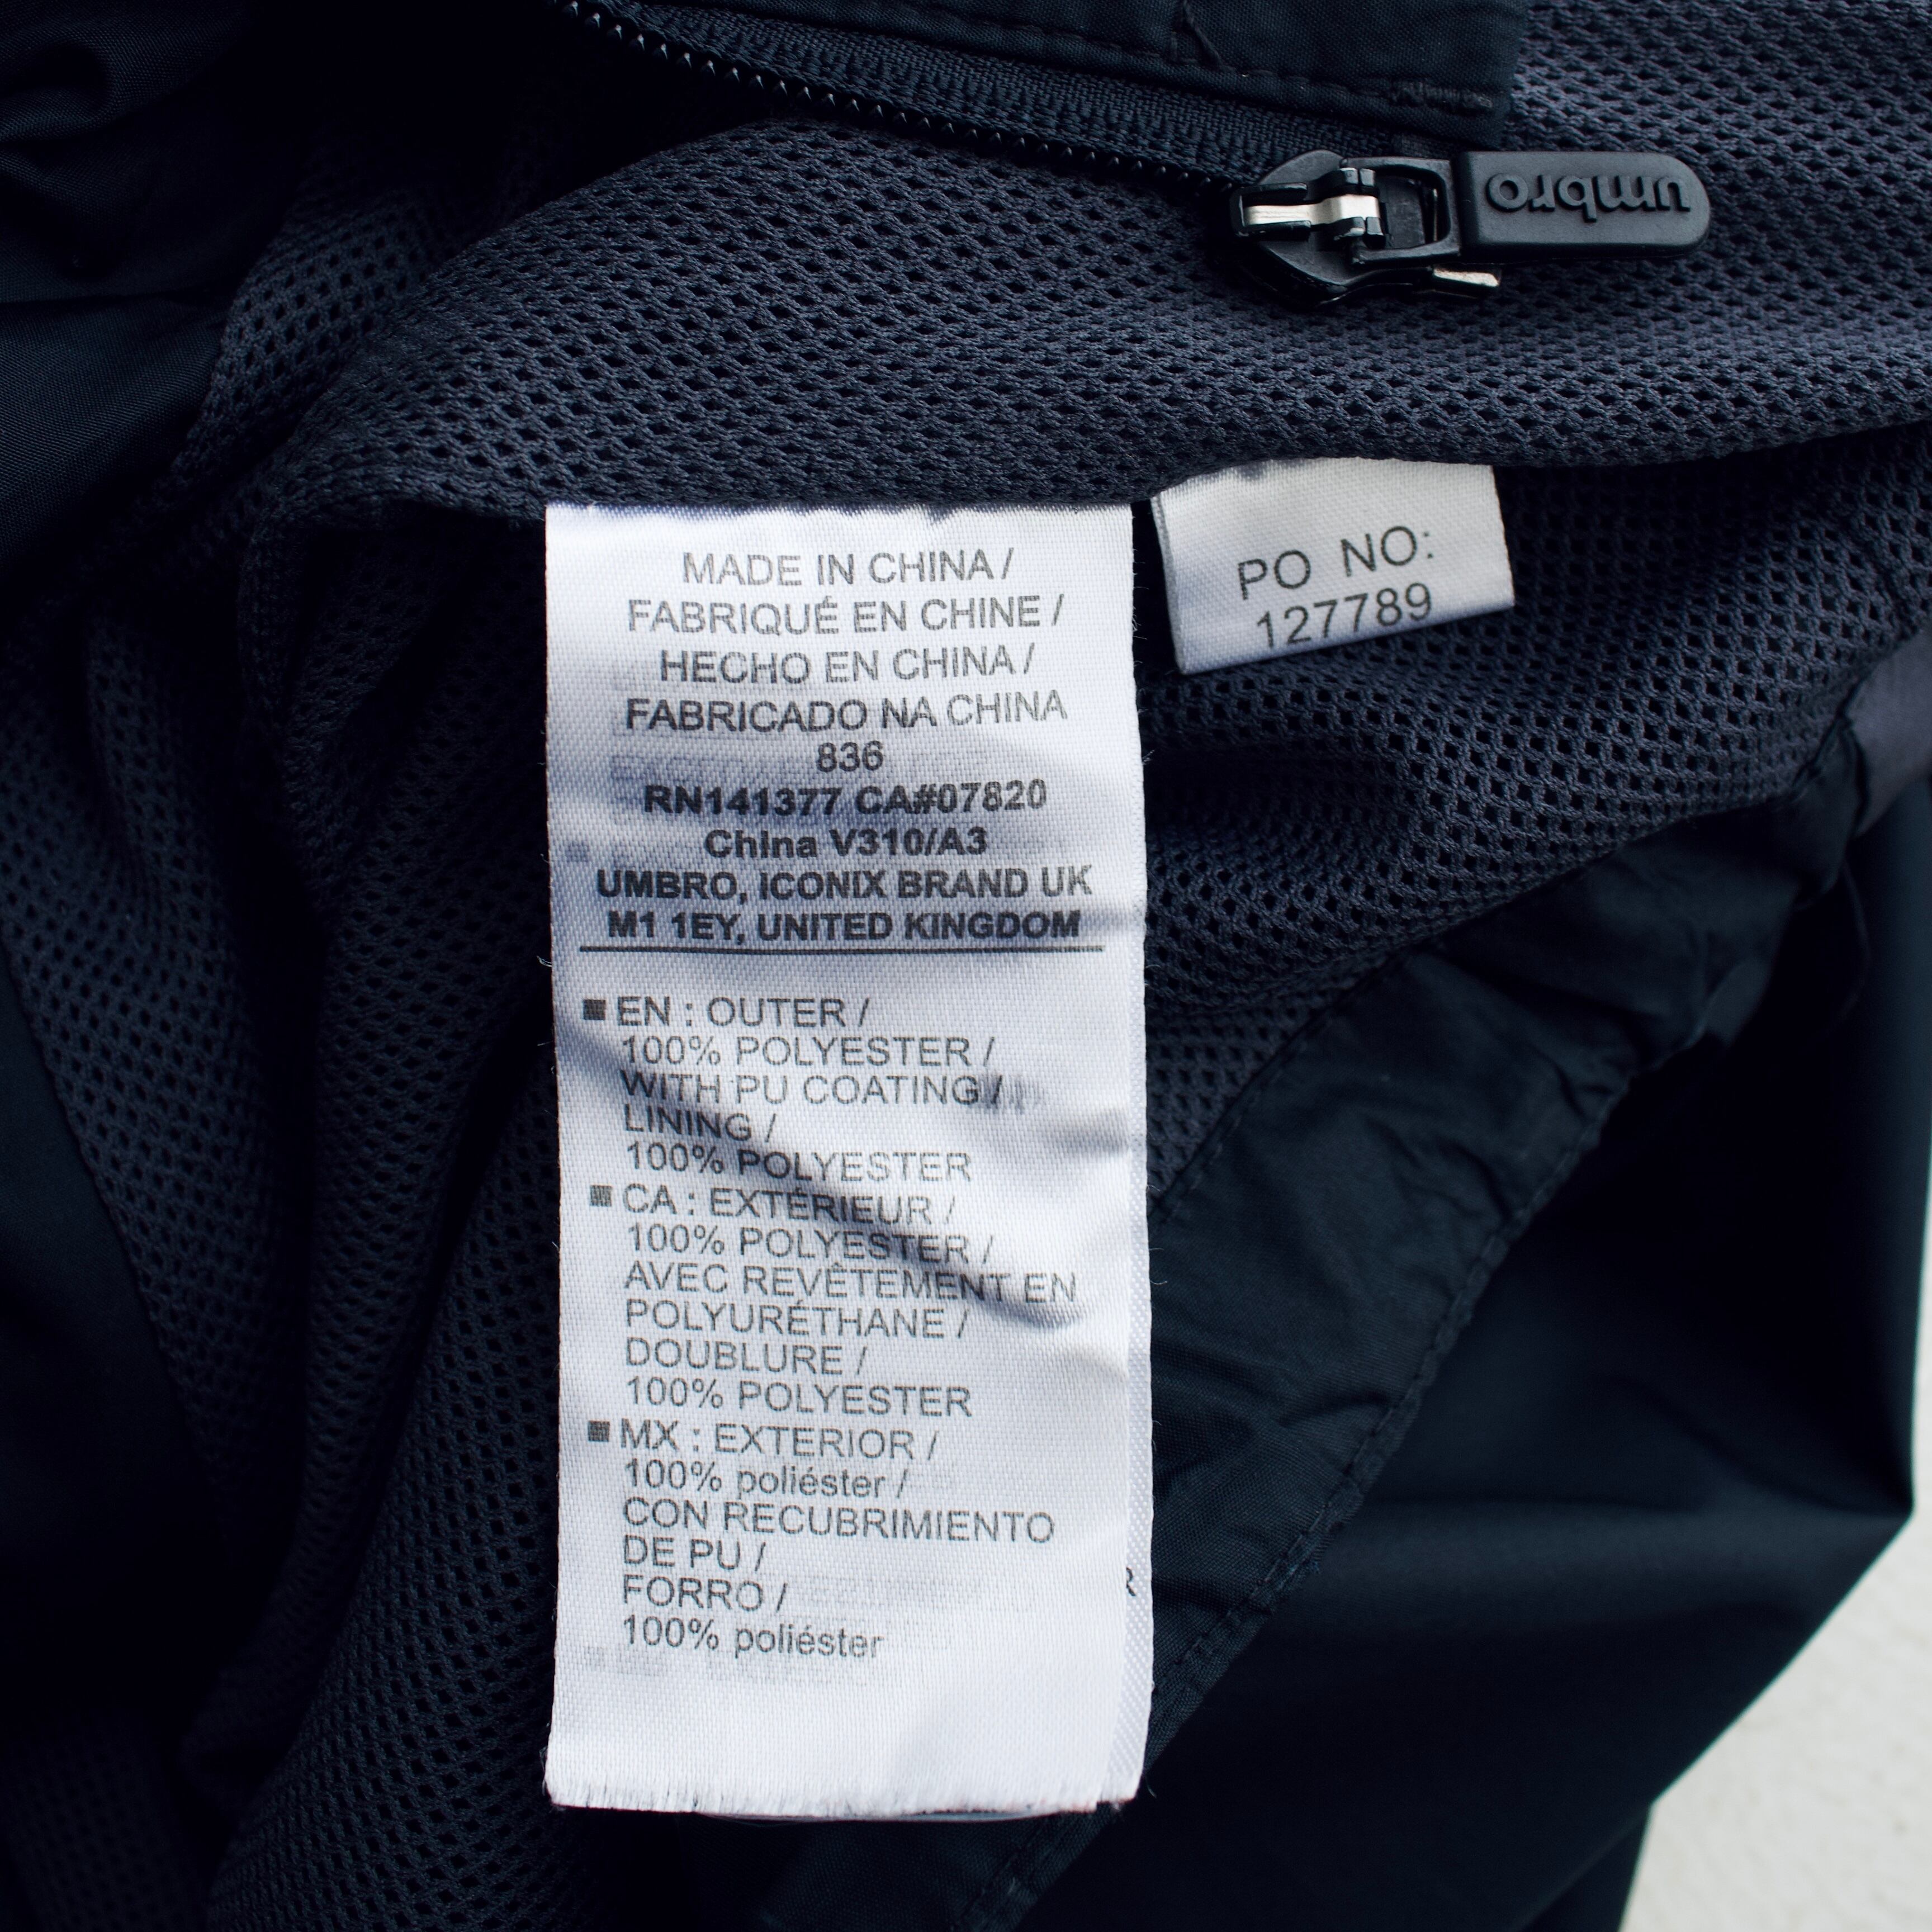 umbro
PO NO:
127789
MADE IN CHINA /
FABRIQUÉ EN CHINE /
HECHO EN CHINA /
FABRICADO NA CHINA
836
RN141377 CA#07820
China V310/A3
UMBRO, ICONIX BRAND UK
M1 1EY, UNITED KINGDOM
EN : OUTER /
100% POLYESTER /
WITH PU COATING /
LINING /
100% POLYESTER
CA : EXTÉRIEUR /
100% POLYESTER /
AVEC REVÊTEMENT EN
POLYURÉTHANE /
DOUBLURE /
100% POLYESTER
MX : EXTERIOR /
100% poliéster /
CON RECUBRIMIENTO
DE PU /
FORRO /
100% poliéster
R